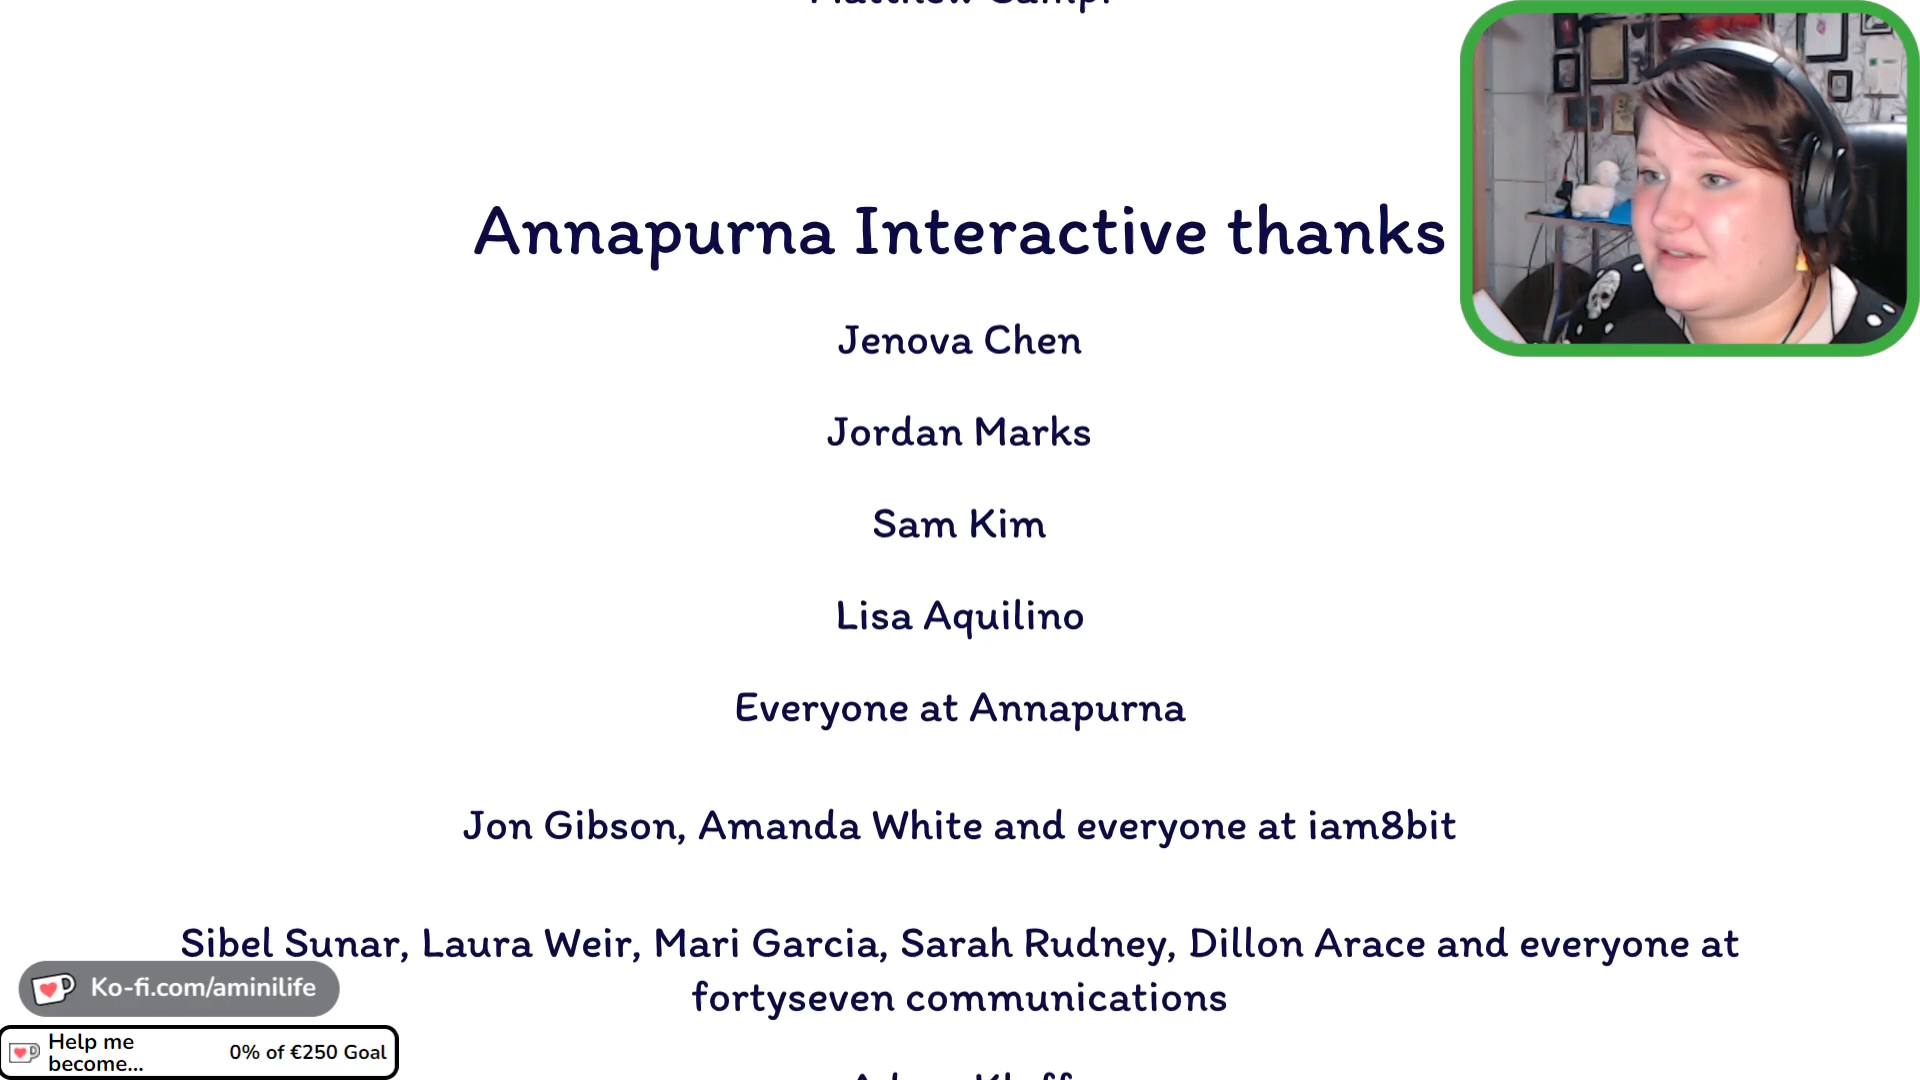 Annapurna Interactive thanks
Jenova Chen
Jordan Marks
Sam Kim
Lisa Aquilino
Everyone at Annapurna
Jon Gibson, Amanda White and everyone at iam8bit
Sibel Sunar, Laura Weir, Mari Garcia, Sarah Rudney, Dillon Arace and everyone at
fortyseven communications
Ko-fi.com/aminilife
Help me
become...
0% of €250 Goal